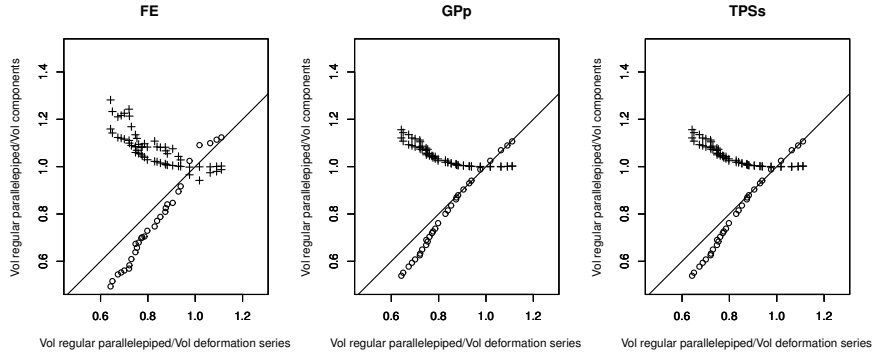 FE
GPp
TPSs
Vol regular parallelepiped/Vol components
1.4
1.2
1.0
0.8
0.6
0.6 0.8 1.0 1.2
Vol regular parallelepiped/Vol deformation series
Vol regular parallelepiped/Vol components
1.4
1.2
1.0
0.8
0.6
0.6 0.8 1.0 1.2
Vol regular parallelepiped/Vol deformation series
Vol regular parallelepiped/Vol components
1.4
1.2
1.0
0.8
0.6
0.6 0.8 1.0 1.2
Vol regular parallelepiped/Vol deformation series